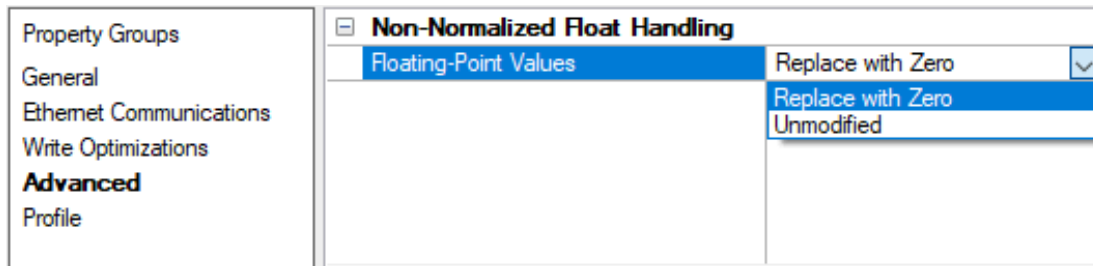 Property Groups
General
Ethernet Communications
Write Optimizations
Advanced
Profile
Non-Normalized Float Handling
Floating-Point Values
Replace with Zero
Replace with Zero
Unmodified